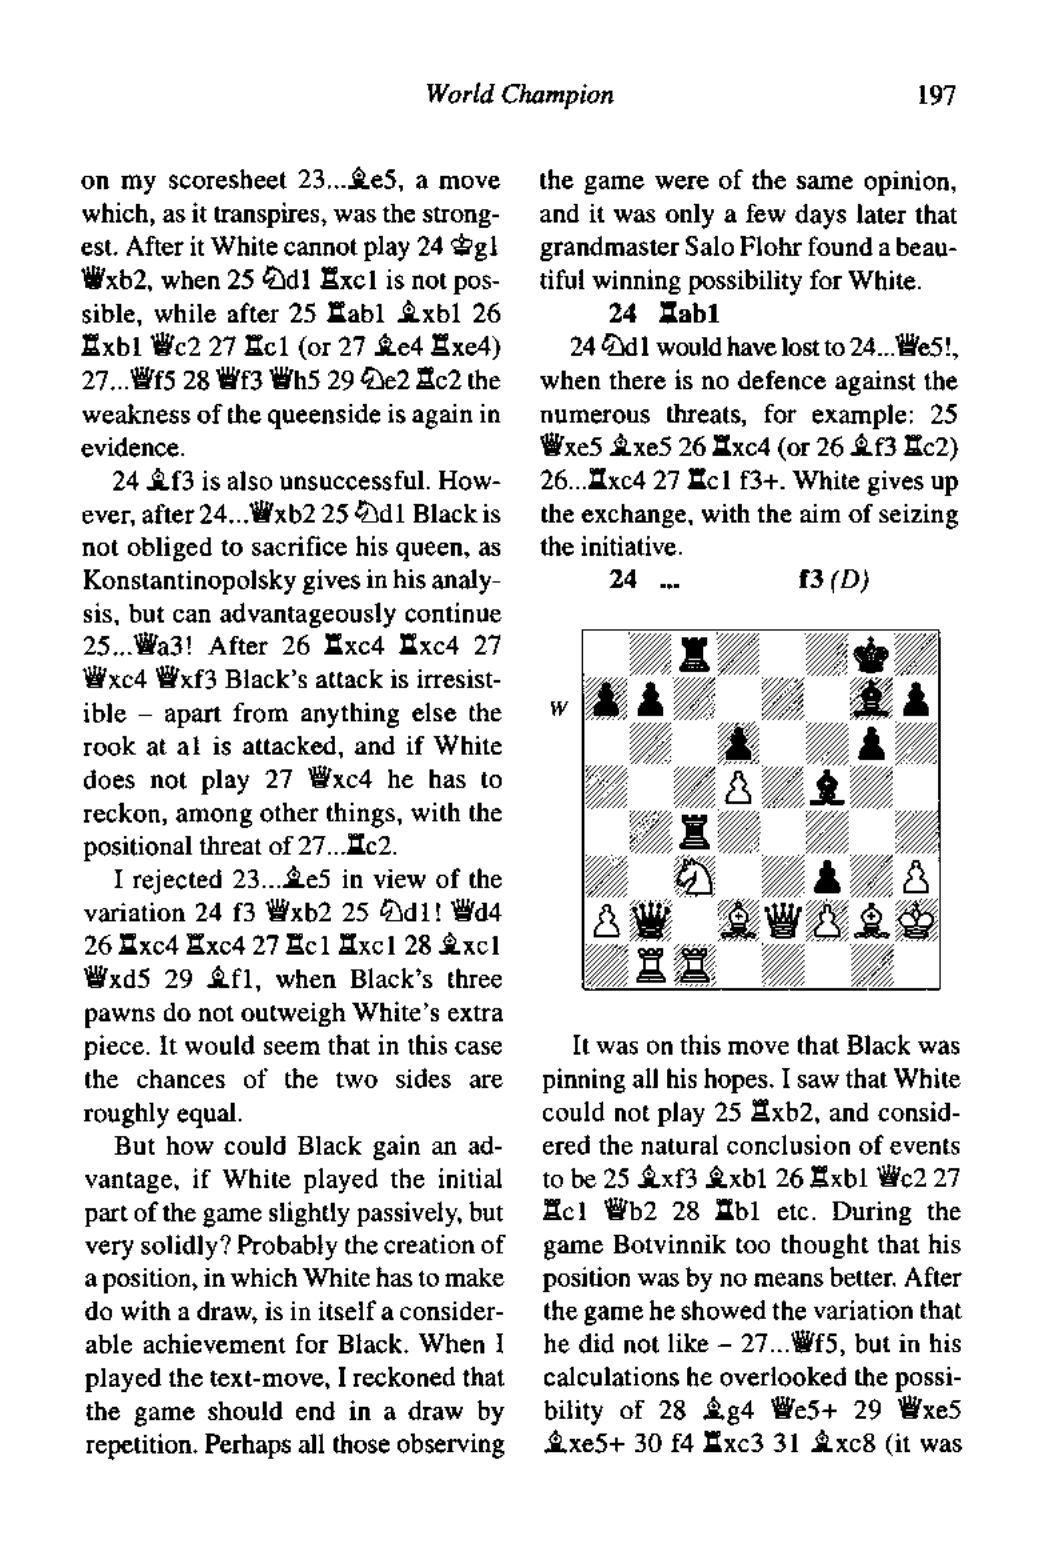 World Champion 197
on my scoresheet 23...♗e5, a move
which, as it transpires, was the strong-
est. After it White cannot play 24 ♔g1
♕xb2, when 25 ♘d1 ♖xc1 is not pos-
sible, while after 25 ♖ab1 ♗xb1 26
♖xb1 ♕c2 27 ♖c1 (or 27 ♗e4 ♖xe4)
27...♕f5 28 ♕f3 ♕h5 29 ♘e2 ♖c2 the
weakness of the queenside is again in
evidence.
24 ♗f3 is also unsuccessful. How-
ever, after 24...♕xb2 25 ♘d1 Black is
not obliged to sacrifice his queen, as
Konstantinopolsky gives in his analy-
sis, but can advantageously continue
25...♕a3! After 26 ♖xc4 ♖xc4 27
♕xc4 ♕xf3 Black's attack is irresist-
ible – apart from anything else the
rook at a1 is attacked, and if White
does not play 27 ♕xc4 he has to
reckon, among other things, with the
positional threat of 27...♖c2.
I rejected 23...♗e5 in view of the
variation 24 f3 ♕xb2 25 ♘d1! ♕d4
26 ♖xc4 ♖xc4 27 ♖c1 ♖xc1 28 ♗xc1
♕xd5 29 ♗f1, when Black's three
pawns do not outweigh White's extra
piece. It would seem that in this case
the chances of the two sides are
roughly equal.
But how could Black gain an ad-
vantage, if White played the initial
part of the game slightly passively, but
very solidly? Probably the creation of
a position, in which White has to make
do with a draw, is in itself a consider-
able achievement for Black. When I
played the text-move, I reckoned that
the game should end in a draw by
repetition. Perhaps all those observing
the game were of the same opinion,
and it was only a few days later that
grandmaster Salo Flohr found a beau-
tiful winning possibility for White.
24 ♖ab1
24 ♘d1 would have lost to 24...♕e5!,
when there is no defence against the
numerous threats, for example: 25
♕xe5 ♗xe5 26 ♖xc4 (or 26 ♗f3 ♖c2)
26...♖xc4 27 ♖c1 f3+. White gives up
the exchange, with the aim of seizing
the initiative.
24 ... f3 (D)
W
It was on this move that Black was
pinning all his hopes. I saw that White
could not play 25 ♖xb2, and consid-
ered the natural conclusion of events
to be 25 ♗xf3 ♗xb1 26 ♖xb1 ♕c2 27
♖c1 ♕b2 28 ♖b1 etc. During the
game Botvinnik too thought that his
position was by no means better. After
the game he showed the variation that
he did not like – 27...♕f5, but in his
calculations he overlooked the possi-
bility of 28 ♗g4 ♕e5+ 29 ♕xe5
♗xe5+ 30 f4 ♖xc3 31 ♗xc8 (it was